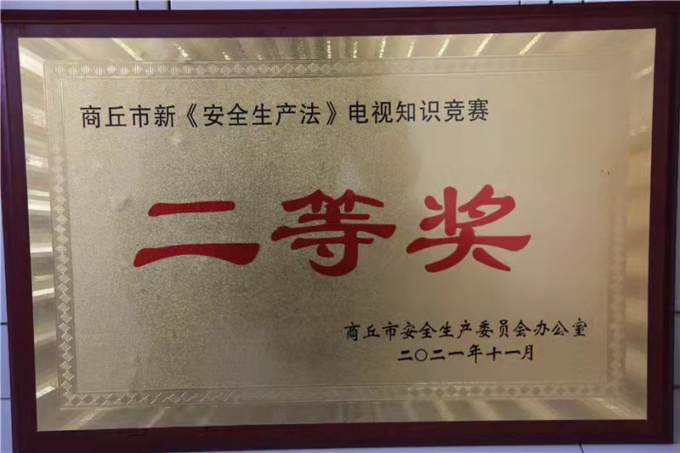 商丘市新《安全生产法》电视知识竞赛
二等奖
商丘市安全生产委员会办公室
二〇二一年十一月